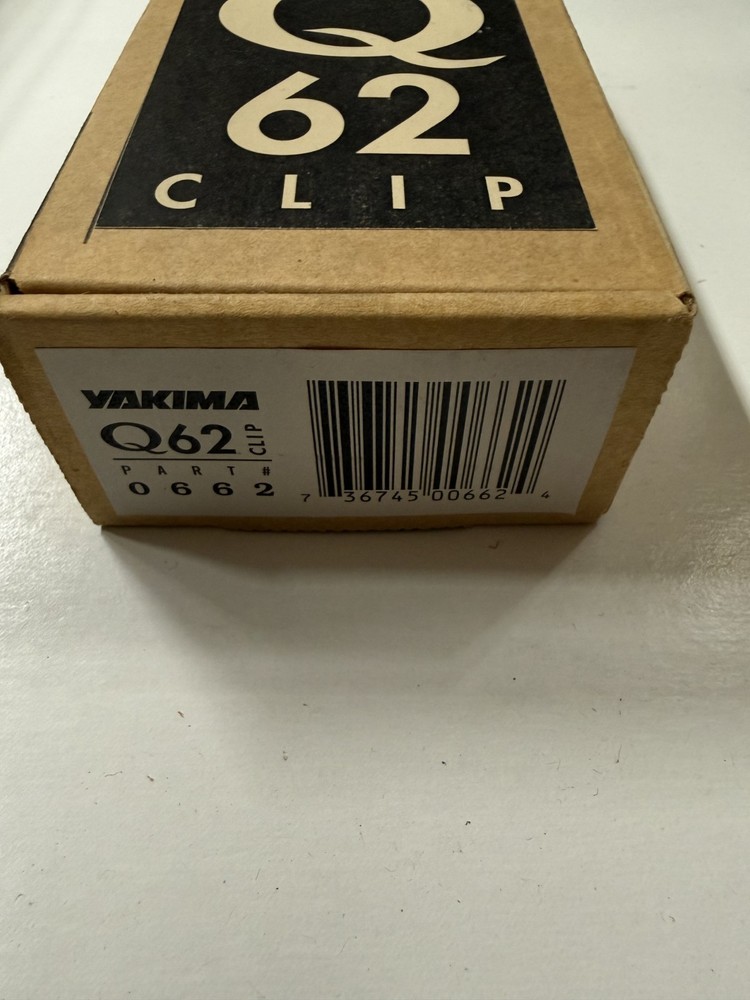 Q
62
CLIP
YAKIMA
Q62 CLIP
PART#
0662
7 36745 00662 4